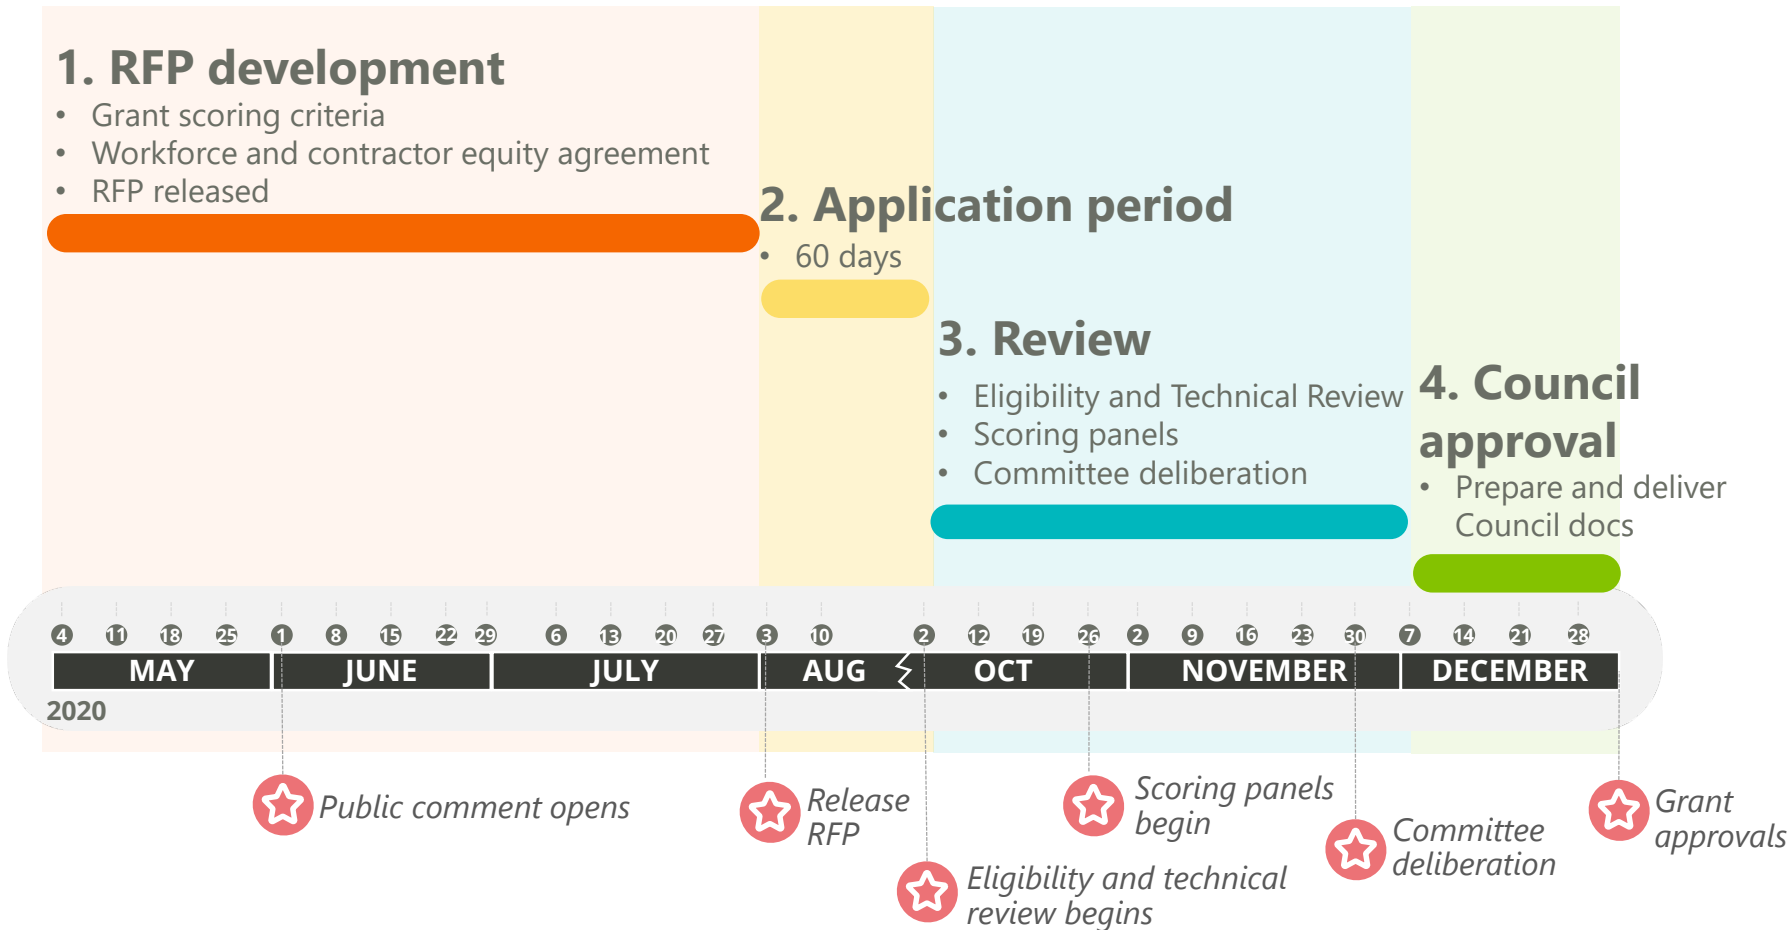 1. RFP development
• Grant scoring criteria
• Workforce and contractor equity agreement
• RFP released
2. Application period
• 60 days
3. Review
• Eligibility and Technical Review
• Scoring panels
• Committee deliberation
4. Council
approval
• Prepare and deliver
Council docs
4 11 18 25 1 8 15 22 29 6 13 20 27 3 10 2 12 19 26 2 9 16 23 30 7 14 21 28
MAY JUNE JULY AUG OCT NOVEMBER DECEMBER
2020
Public comment opens
Release
RFP
Eligibility and technical
review begins
Scoring panels
begin
Committee
deliberation
Grant
approvals